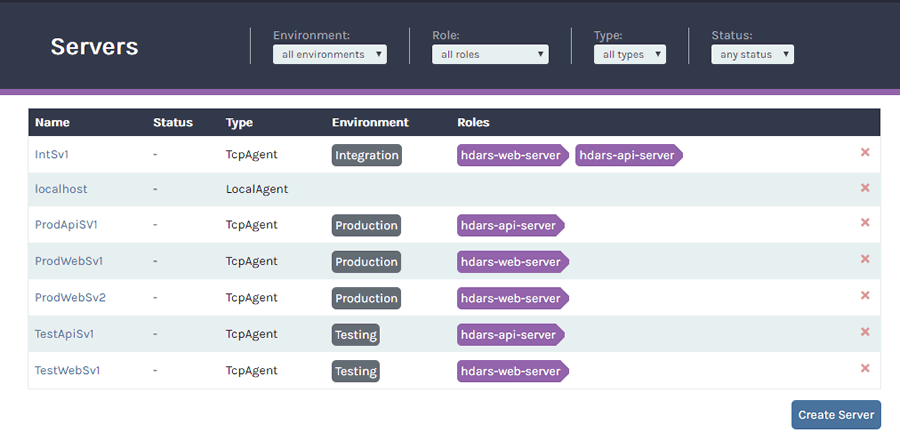 Servers
Environment: Role: Type: Status:
all environments all roles all types any status
Name Status Type Environment Roles
IntSv1 - TcpAgent Integration hdars-web-server hdars-api-server ×
localhost - LocalAgent ×
ProdApiSV1 - TcpAgent Production hdars-api-server ×
ProdWebSv1 - TcpAgent Production hdars-web-server ×
ProdWebSv2 - TcpAgent Production hdars-web-server ×
TestApiSv1 - TcpAgent Testing hdars-api-server ×
TestWebSv1 - TcpAgent Testing hdars-web-server ×
Create Server